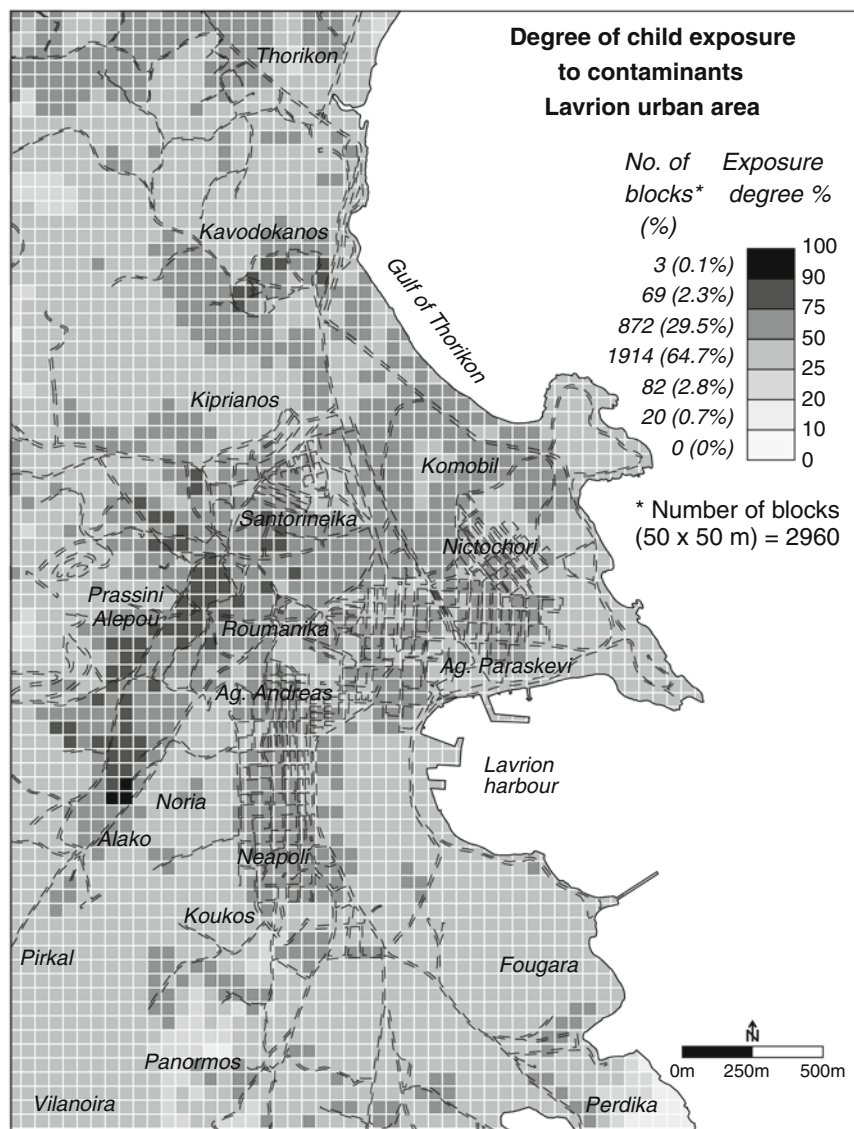 Degree of child exposure
to contaminants
Lavrion urban area
No. of
blocks*
(%)
Exposure
degree %
100
3 (0.1%)
90
69 (2.3%)
75
872 (29.5%)
50
1914 (64.7%)
25
82 (2.8%)
20
20 (0.7%)
10
0 (0%)
0
* Number of blocks
(50 x 50 m) = 2960
Thorikon
Kavodokanos
Gulf of Thorikon
Kiprianos
Komobil
Santorineika
Nictochori
Prassini
Alepou
Roumanika
Ag. Paraskevi
Ag. Andreas
Lavrion
harbour
Noria
Alako
Neapoli
Koukos
Pirkal
Fougara
Panormos
Vilanoira
Perdika
N
0m 250m 500m